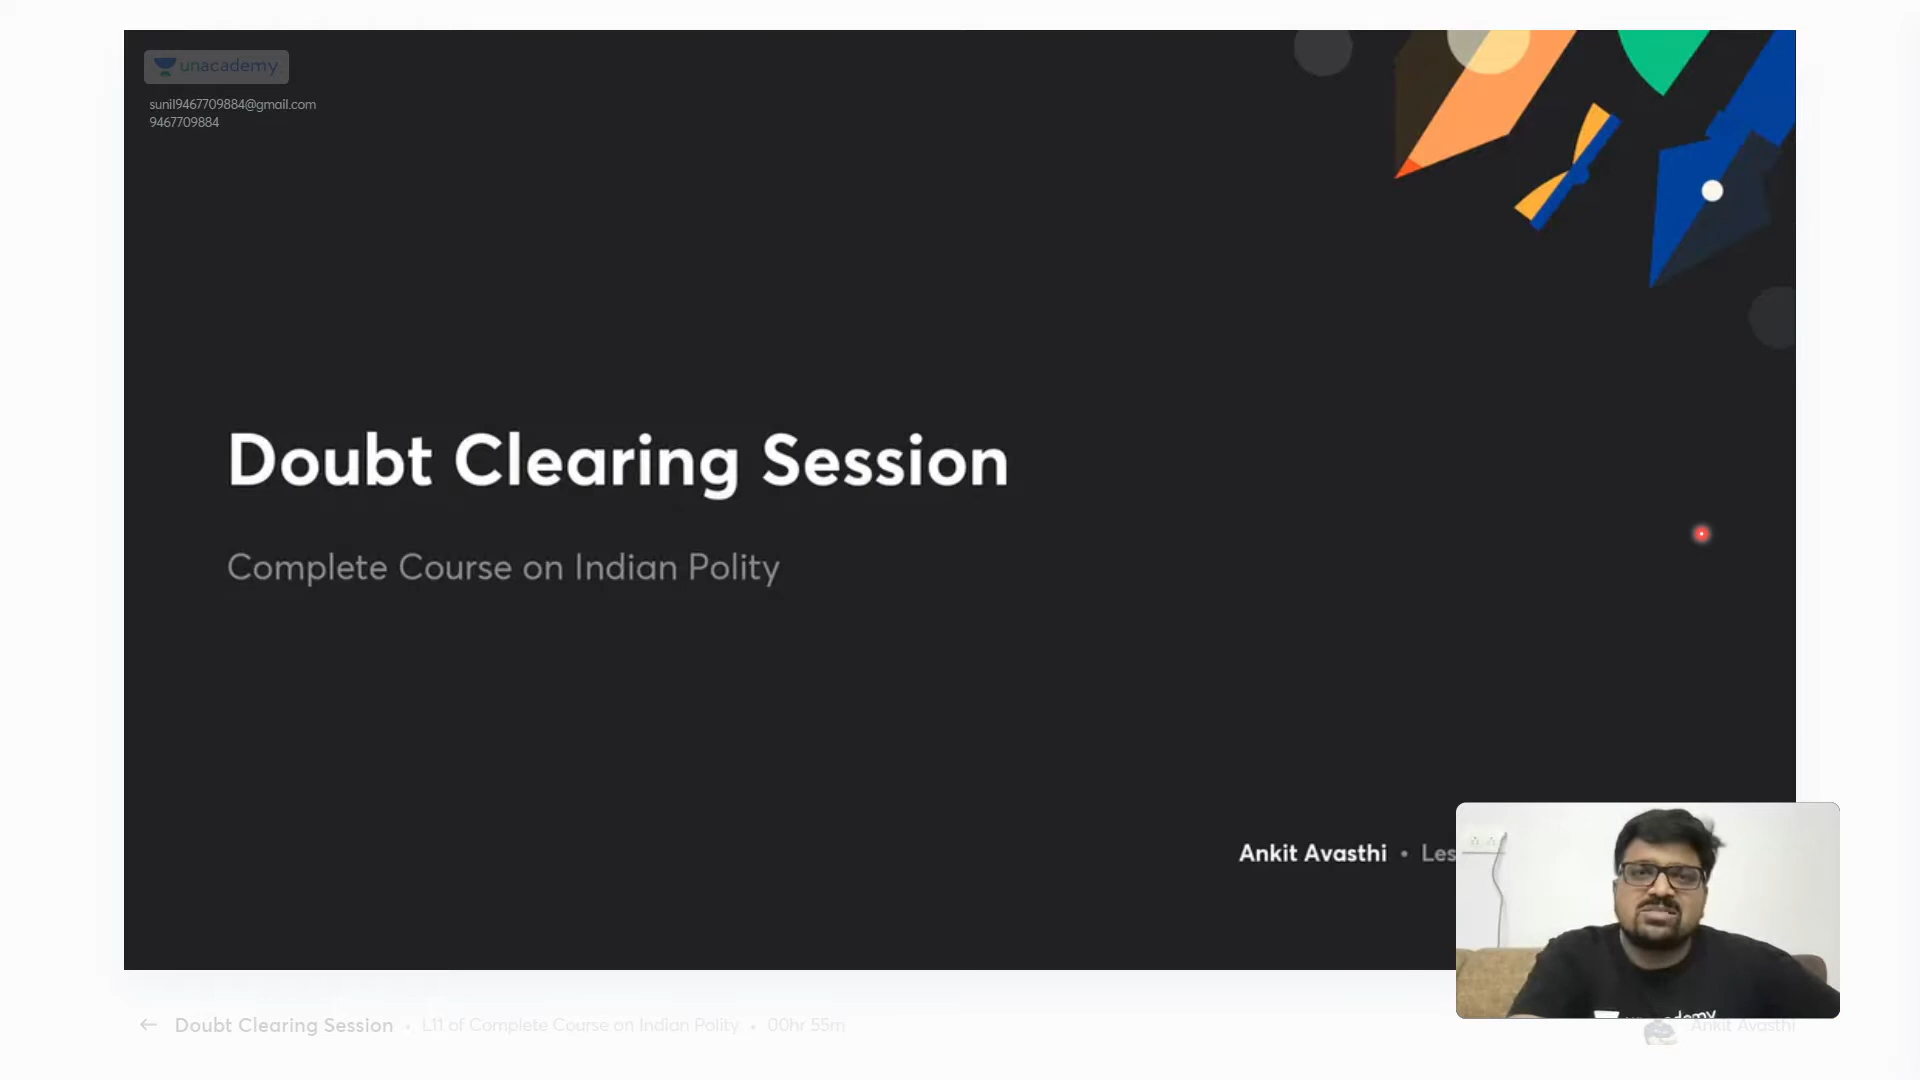 unacademy
sunil9467709884@gmail.com
9467709884
Doubt Clearing Session
Complete Course on Indian Polity
Ankit Avasthi • Les
← Doubt Clearing Session • L11 of Complete Course on Indian Polity • 00hr 55m
Ankit Avasthi